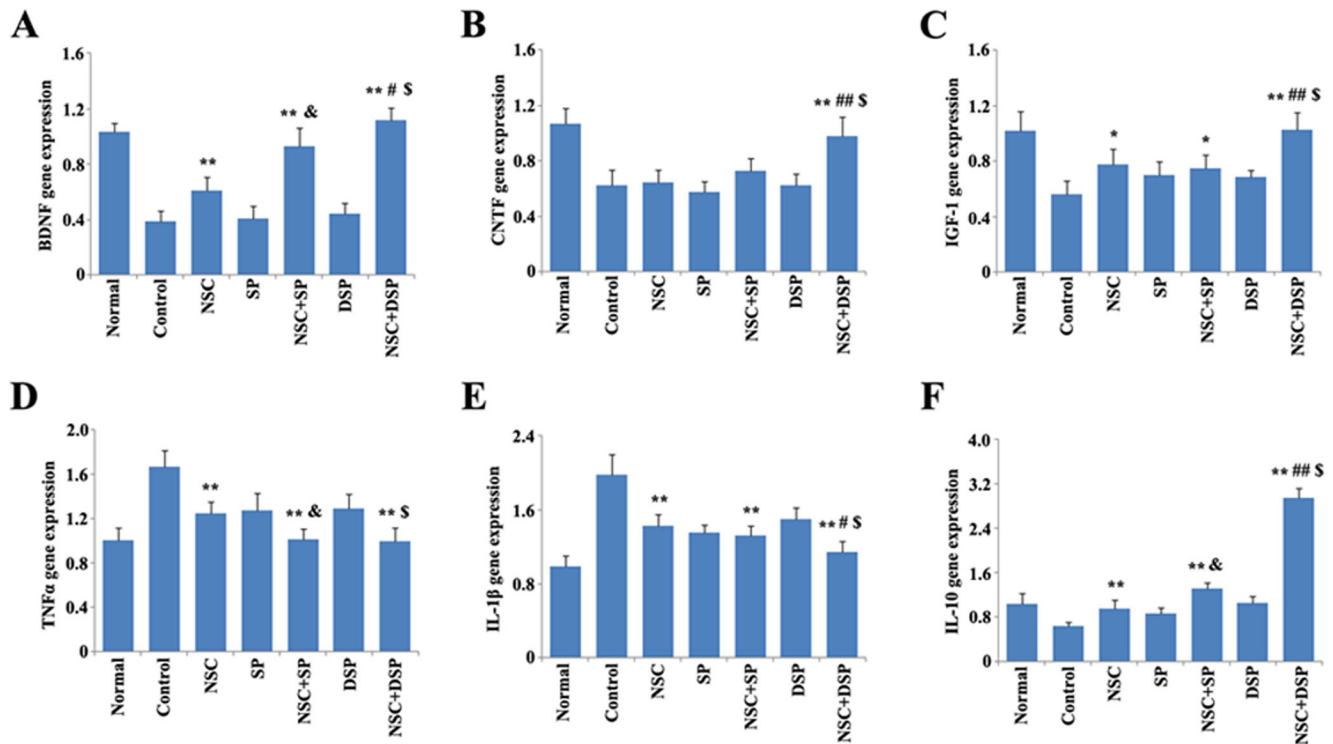 A
BDNF gene expression
1.6
1.2
0.8
0.4
0
**
** &
** # $
Normal
Control
NSC
SP
NSC+SP
DSP
NSC+DSP
B
CNTF gene expression
1.6
1.2
0.8
0.4
0
** ## $
Normal
Control
NSC
SP
NSC+SP
DSP
NSC+DSP
C
IGF-1 gene expression
1.6
1.2
0.8
0.4
0
*
*
** ## $
Normal
Control
NSC
SP
NSC+SP
DSP
NSC+DSP
D
TNFα gene expression
2.0
1.6
1.2
0.8
0.4
0
**
** &
** $
Normal
Control
NSC
SP
NSC+SP
DSP
NSC+DSP
E
IL-1β gene expression
2.4
1.6
0.8
0
**
**
** # $
Normal
Control
NSC
SP
NSC+SP
DSP
NSC+DSP
F
IL-10 gene expression
4.0
3.2
2.4
1.6
0.8
0
**
** &
** ## $
Normal
Control
NSC
SP
NSC+SP
DSP
NSC+DSP